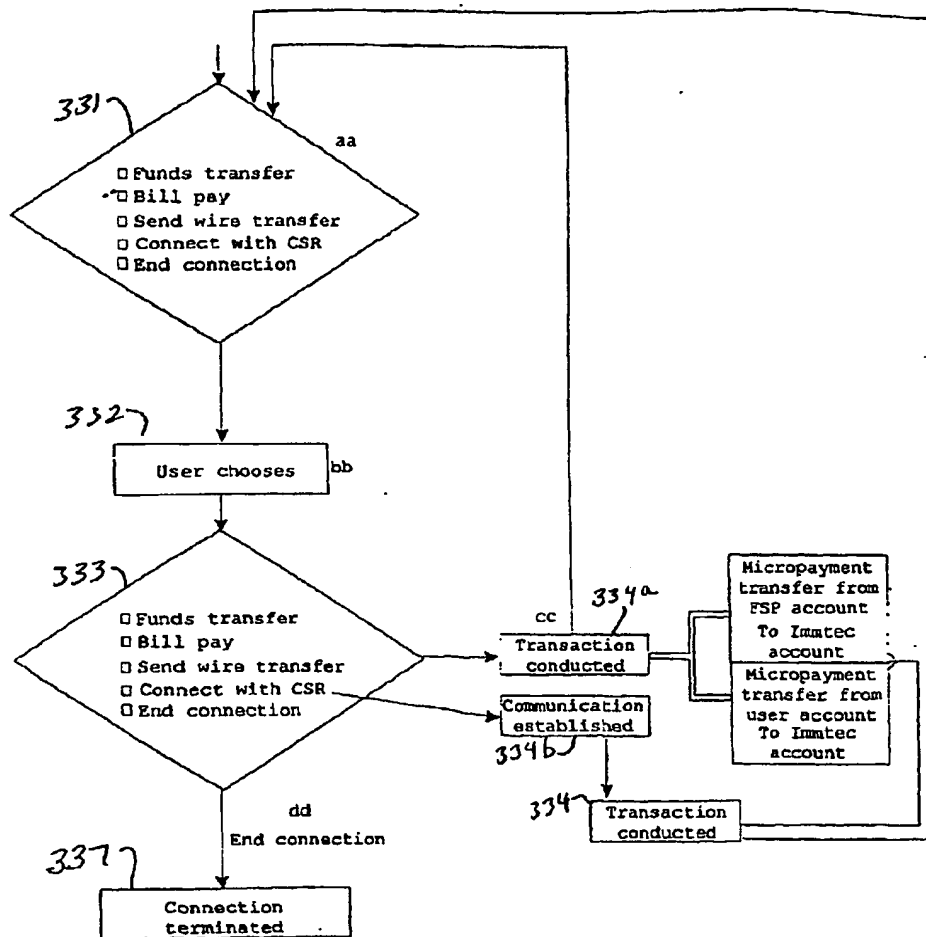 331
aa
□ Funds transfer
□ Bill pay
□ Send wire transfer
□ Connect with CSR
□ End connection
332
User chooses
bb
333
□ Funds transfer
□ Bill pay
□ Send wire transfer
□ Connect with CSR
□ End connection
cc
334a
Transaction
conducted
Micropayment
transfer from
FSP account
To Immtec
account
Micropayment
transfer from
user account
To Immtec
account
Communication
established
334b
334
Transaction
conducted
dd
End connection
337
Connection
terminated